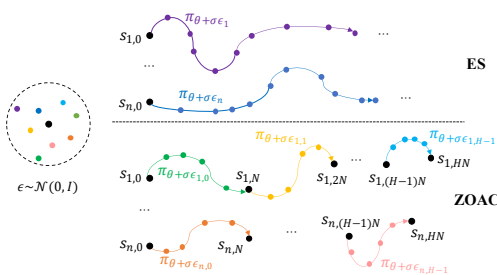 π_{θ+σϵ_1}
s_{1,0}
...
...
ES
π_{θ+σϵ_n}
s_{n,0}
...
ϵ~𝒩(0, I)
π_{θ+σϵ_{1,1}}
π_{θ+σϵ_{1,H-1}}
s_{1,0}
π_{θ+σϵ_{1,0}}
s_{1,N}
s_{1,2N}
...
s_{1,(H-1)N}
s_{1,HN}
ZOAC
...
s_{n,0}
π_{θ+σϵ_{n,0}}
s_{n,N}
...
s_{n,(H-1)N}
s_{n,HN}
π_{θ+σϵ_{n,H-1}}